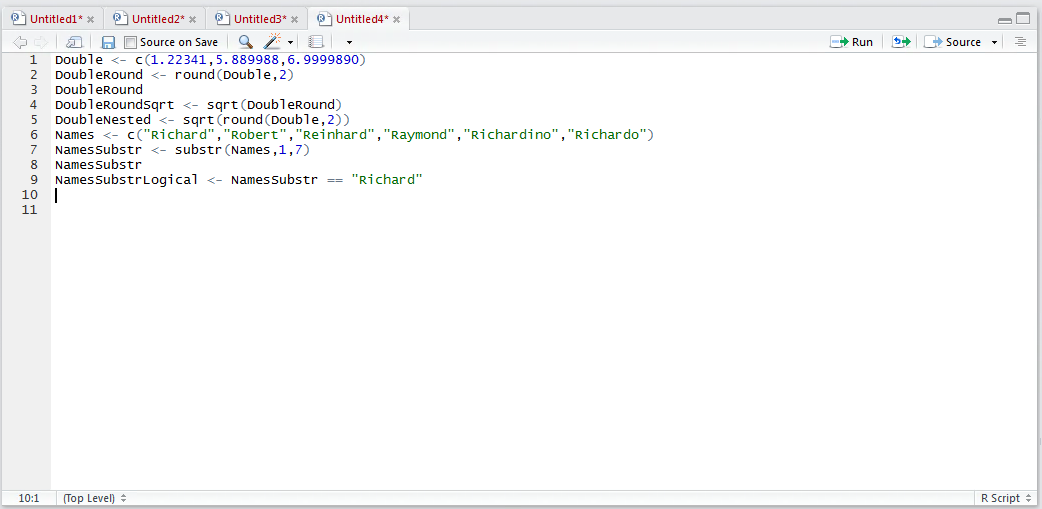 Untitled1* Untitled2* Untitled3* Untitled4*
Source on Save Run Source
1 Double <- c(1.22341,5.889988,6.9999890)
2 DoubleRound <- round(Double,2)
3 DoubleRound
4 DoubleRoundSqrt <- sqrt(DoubleRound)
5 DoubleNested <- sqrt(round(Double,2))
6 Names <- c("Richard","Robert","Reinhard","Raymond","Richardino","Richardo")
7 NamesSubstr <- substr(Names,1,7)
8 NamesSubstr
9 NamesSubstrLogical <- NamesSubstr == "Richard"
10
11
10:1 (Top Level) R Script